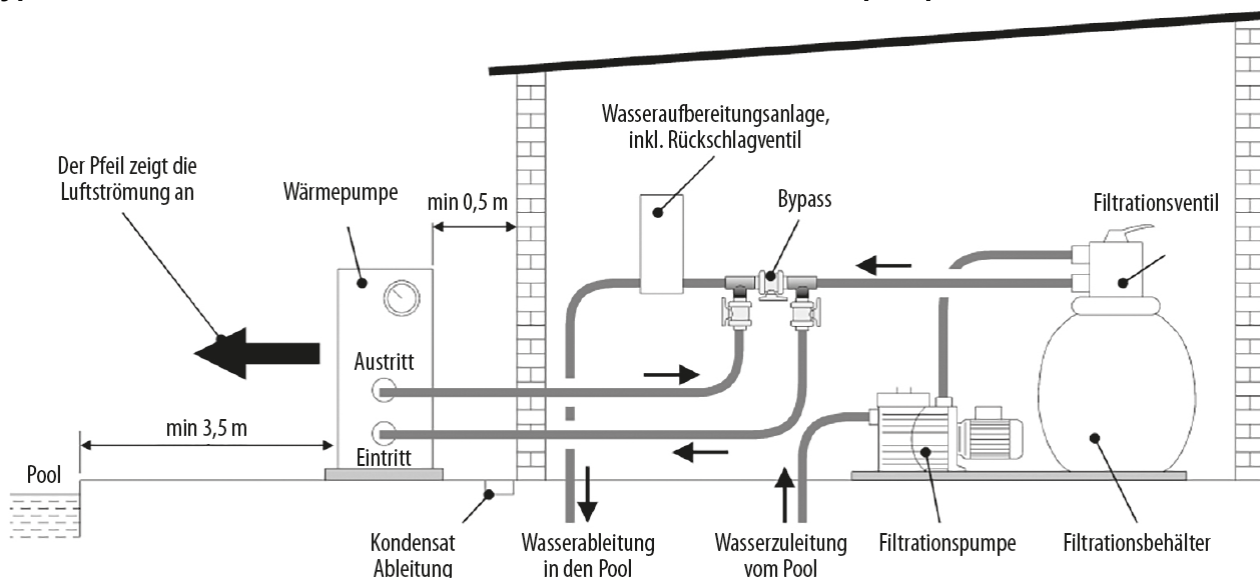 Wasseraufbereitungsanlage,
inkl. Rückschlagventil
Der Pfeil zeigt die
Luftströmung an
Wärmepumpe
min 0,5 m
Bypass
Filtrationsventil
Austritt
Eintritt
min 3,5 m
Pool
Kondensat
Ableitung
Wasserableitung
in den Pool
Wasserzuleitung
vom Pool
Filtrationspumpe
Filtrationsbehälter